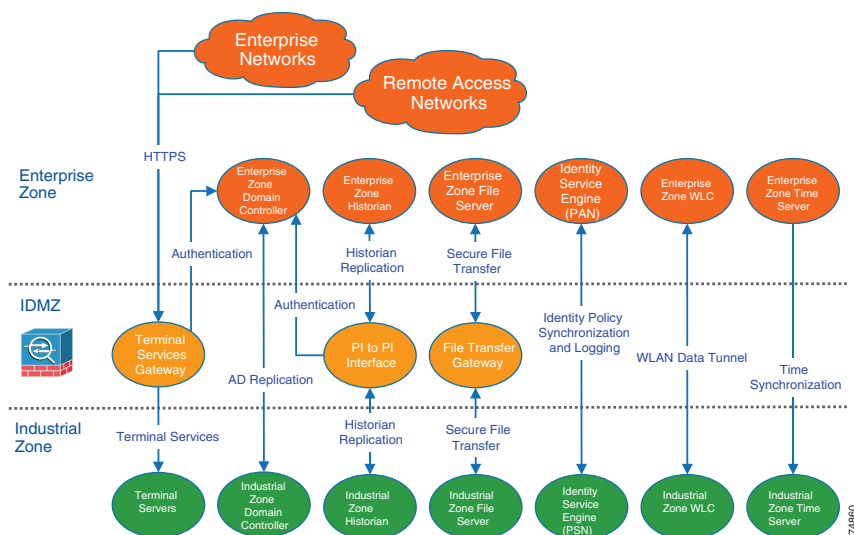 Enterprise
Networks
Remote Access
Networks
HTTPS
Enterprise
Zone
Enterprise
Zone
Domain
Controller
Enterprise
Zone
Historian
Enterprise
Zone File
Server
Identity
Service
Engine
(PAN)
Enterprise
Zone WLC
Enterprise
Zone Time
Server
Authentication
Historian
Replication
Secure File
Transfer
IDMZ
Authentication
Identity Policy
Synchronization
and Logging
Terminal
Services
Gateway
PI to PI
Interface
File Transfer
Gateway
WLAN Data Tunnel
Time
Synchronization
AD Replication
Industrial
Zone
Terminal Services
Historian
Replication
Secure File
Transfer
Terminal
Servers
Industrial
Zone
Domain
Controller
Industrial
Zone
Historian
Industrial
Zone File
Server
Identity
Service
Engine
(PSN)
Industrial
Zone WLC
Industrial
Zone Time
Server
74860